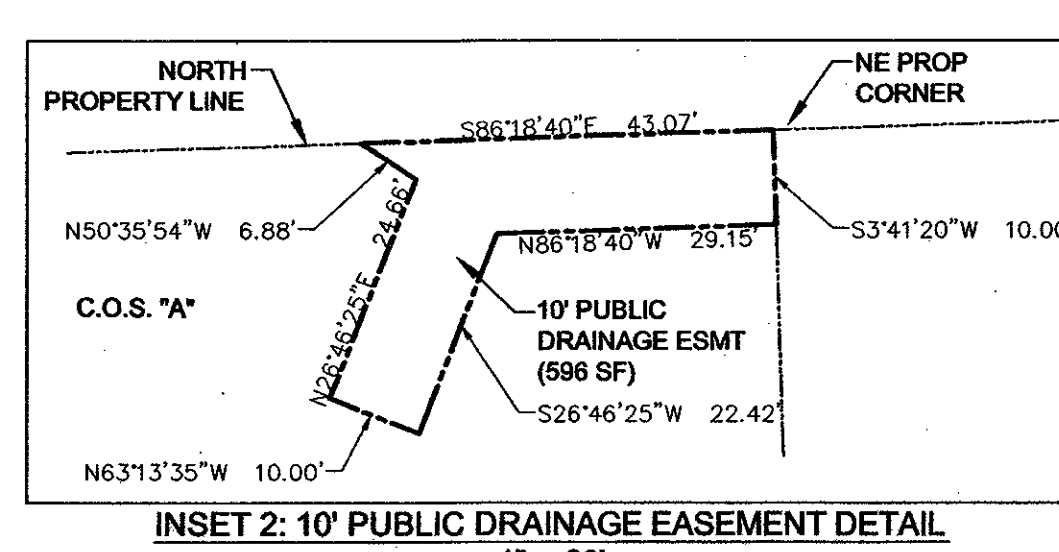 NORTH
PROPERTY LINE
NE PROP
CORNER
S86°18'40"E 43.07'
N50°35'54"W 6.88'
24.66'
N26°46'25"E
N86°18'40"W 29.15'
S3°41'20"W 10.00
C.O.S. "A"
10' PUBLIC
DRAINAGE ESMT
(596 SF)
S26°46'25"W 22.42'
N63°13'35"W 10.00'
INSET 2: 10' PUBLIC DRAINAGE EASEMENT DETAIL